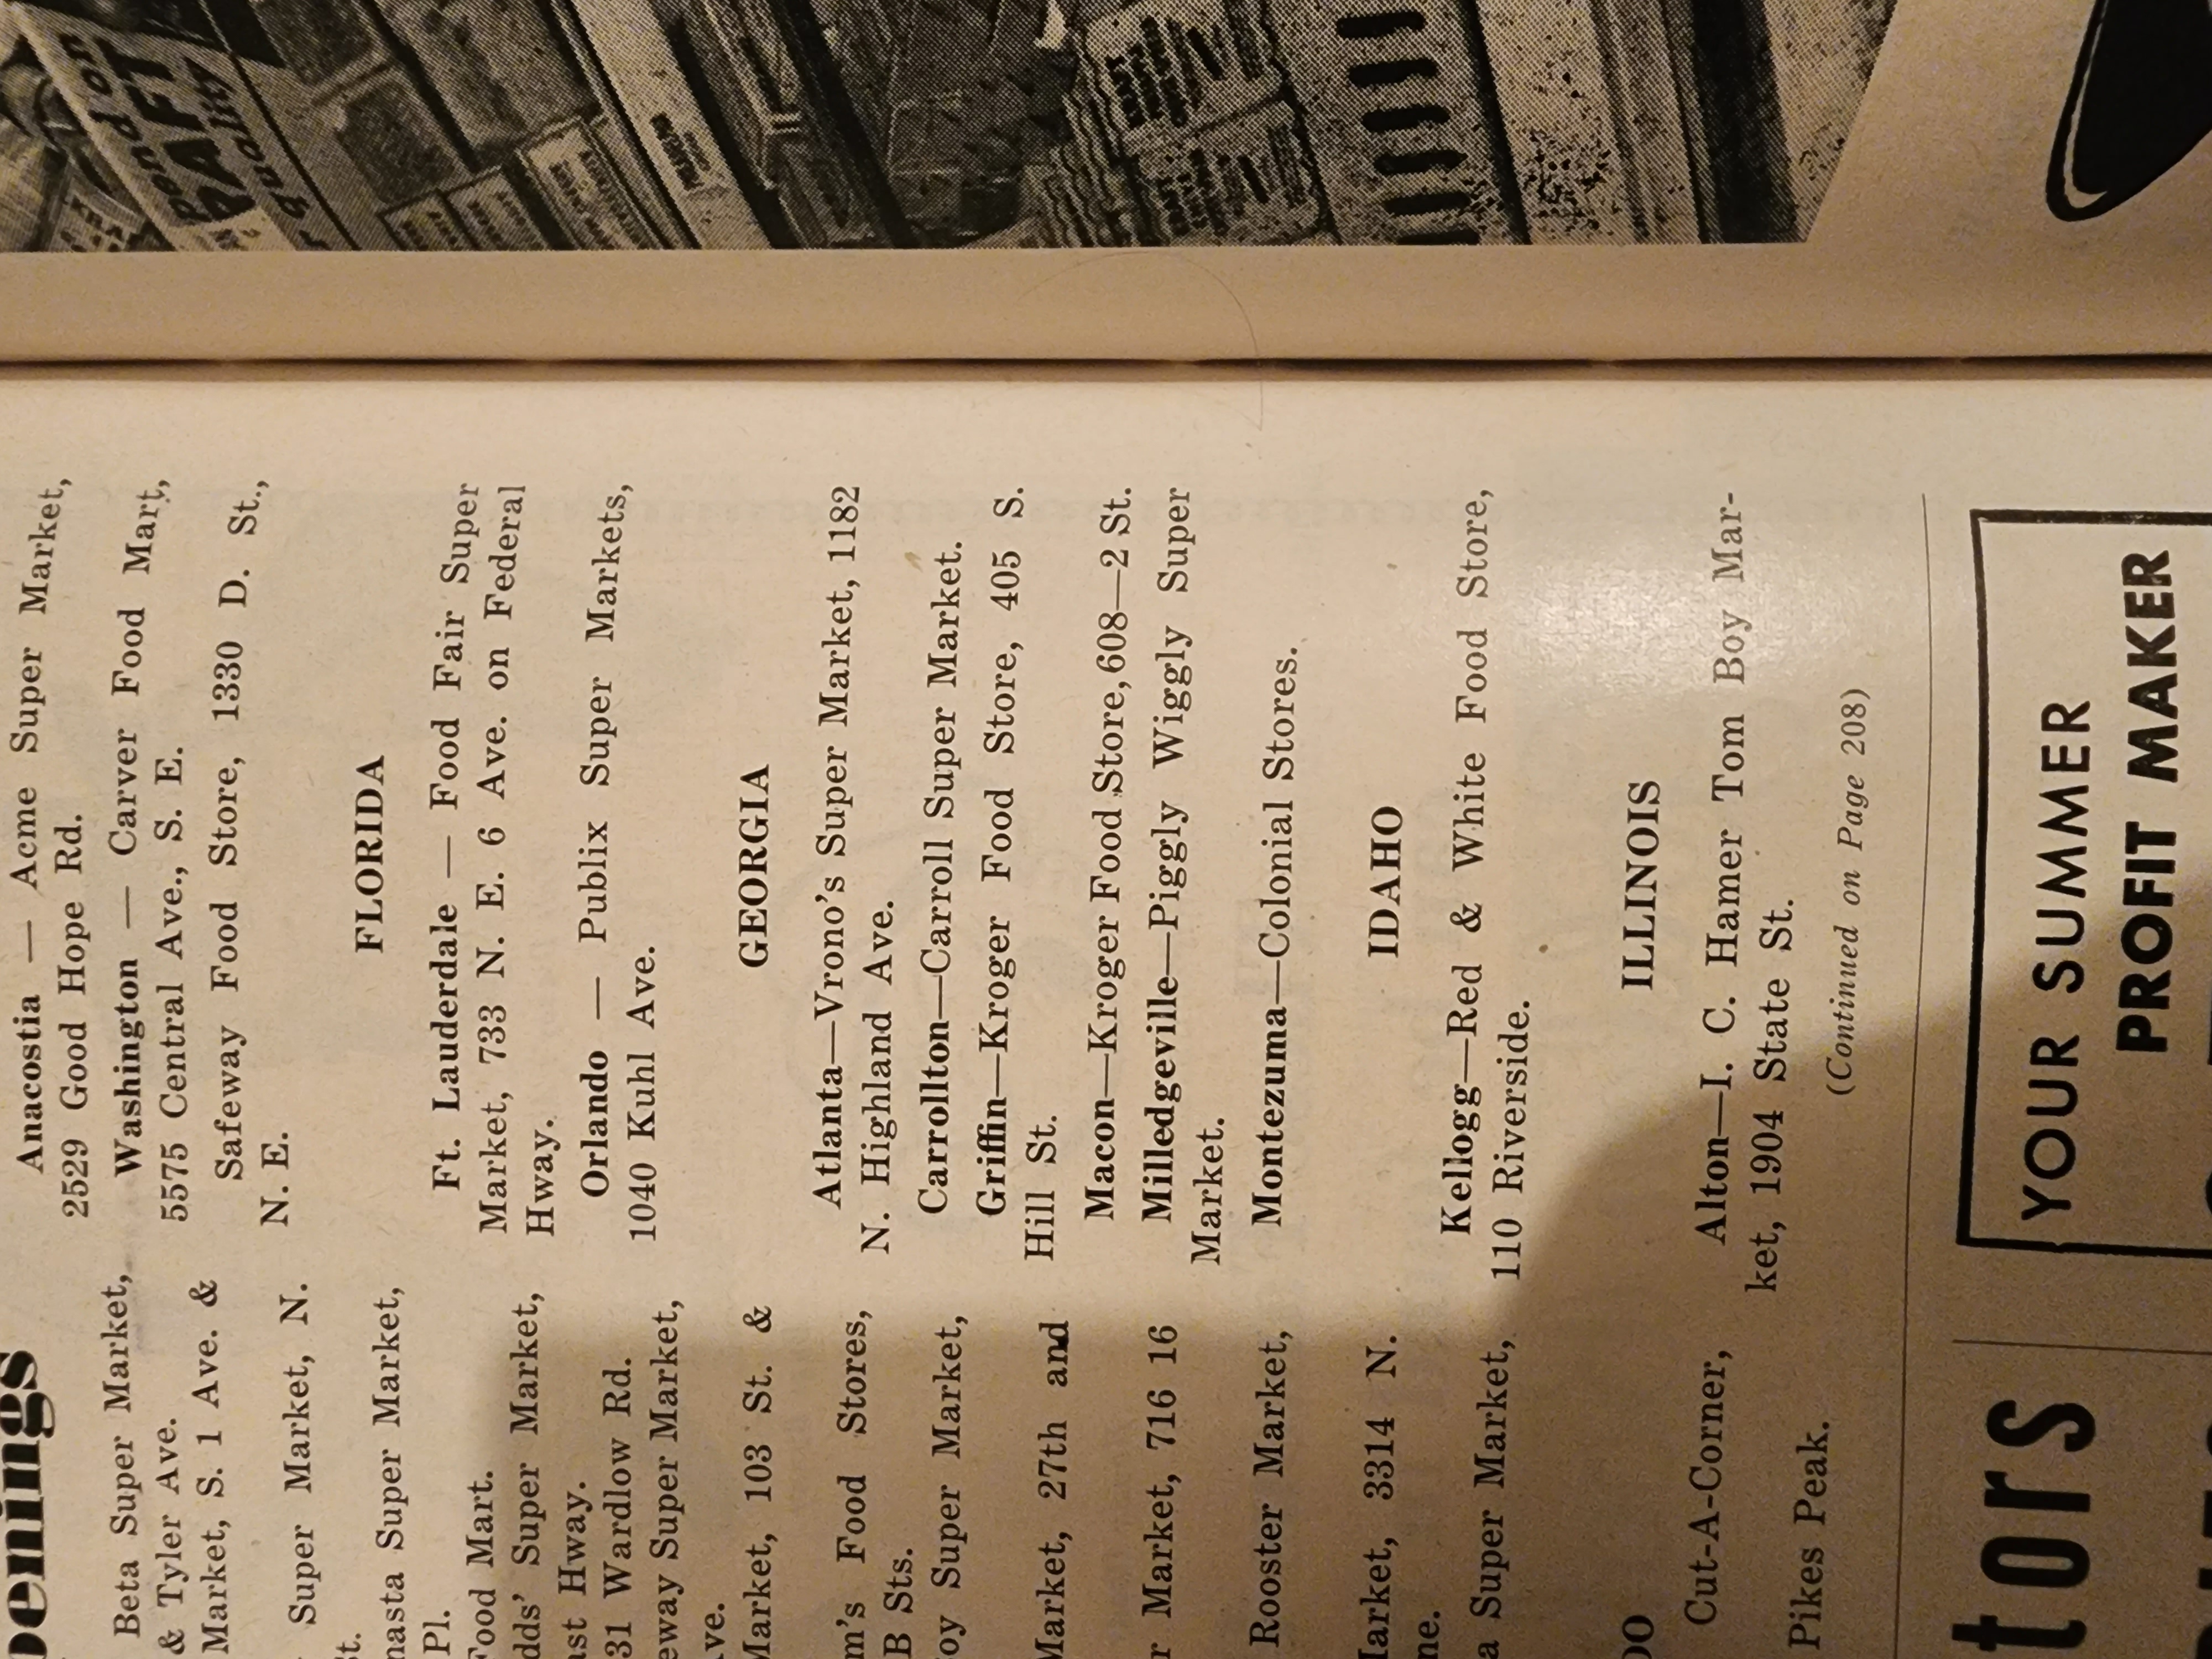 Pound on
quality
penings
Beta Super Market,
& Tyler Ave.
Market, S. 1 Ave. &
Super Market, N.
St.
nasta Super Market,
Pl.
Food Mart.
dds' Super Market,
ast Hway.
31 Wardlow Rd.
eway Super Market,
Ave.
Market, 103 St. &
m's Food Stores,
B Sts.
oy Super Market,
Market, 27th and
r Market, 716 16
Rooster Market,
Market, 3314 N.
ne.
a Super Market,
DO
Cut-A-Corner,
Pikes Peak.
Anacostia — Acme Super Market,
2529 Good Hope Rd.
Washington — Carver Food Mart,
5575 Central Ave., S. E.
Safeway Food Store, 1330 D. St.,
N. E.
FLORIDA
Ft. Lauderdale — Food Fair Super
Market, 733 N. E. 6 Ave. on Federal
Hway.
Orlando — Publix Super Markets,
1040 Kuhl Ave.
GEORGIA
Atlanta—Vrono's Super Market, 1182
N. Highland Ave.
Carrollton—Carroll Super Market.
Griffin—Kroger Food Store, 405 S.
Hill St.
Macon—Kroger Food Store, 608—2 St.
Milledgeville—Piggly Wiggly Super
Market.
Montezuma—Colonial Stores.
IDAHO
Kellogg—Red & White Food Store,
110 Riverside.
ILLINOIS
Alton—I. C. Hamer Tom Boy Mar-
ket, 1904 State St.
(Continued on Page 208)
tors
YOUR SUMMER
PROFIT MAKER